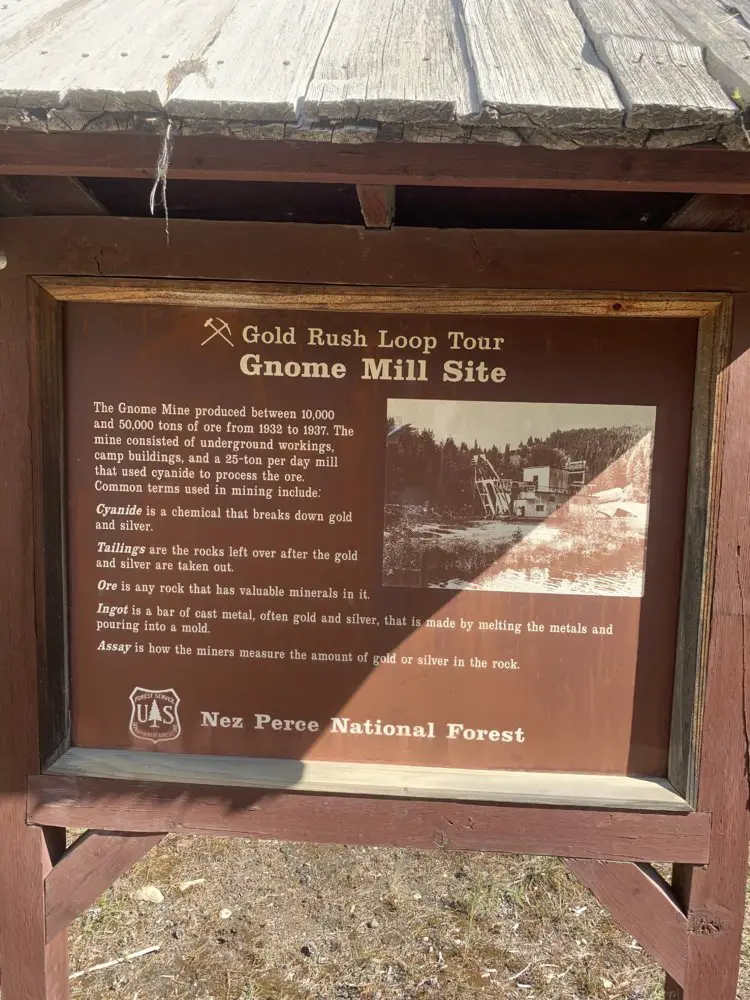 Gold Rush Loop Tour
Gnome Mill Site
The Gnome Mine produced between 10,000
and 50,000 tons of ore from 1932 to 1937. The
mine consisted of underground workings,
camp buildings, and a 25-ton per day mill
that used cyanide to process the ore.
Common terms used in mining include:
Cyanide is a chemical that breaks down gold
and silver.
Tailings are the rocks left over after the gold
and silver are taken out.
Ore is any rock that has valuable minerals in it.
Ingot is a bar of cast metal, often gold and silver, that is made by melting the metals and
pouring into a mold.
Assay is how the miners measure the amount of gold or silver in the rock.
FOREST SERVICE
U S
DEPARTMENT OF AGRICULTURE
Nez Perce National Forest